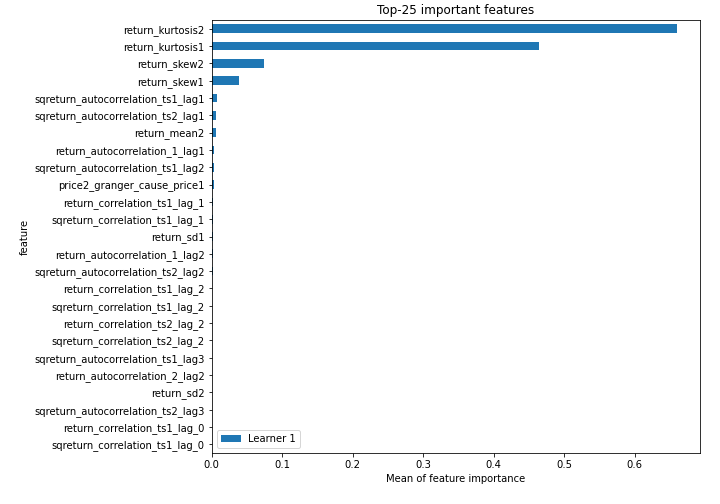 Top-25 important features
return_kurtosis2
return_kurtosis1
return_skew2
return_skew1
sqreturn_autocorrelation_ts1_lag1
sqreturn_autocorrelation_ts2_lag1
return_mean2
return_autocorrelation_1_lag1
sqreturn_autocorrelation_ts1_lag2
price2_granger_cause_price1
return_correlation_ts1_lag_1
sqreturn_correlation_ts1_lag_1
return_sd1
return_autocorrelation_1_lag2
sqreturn_autocorrelation_ts2_lag2
return_correlation_ts1_lag_2
sqreturn_correlation_ts1_lag_2
return_correlation_ts2_lag_2
sqreturn_correlation_ts2_lag_2
sqreturn_autocorrelation_ts1_lag3
return_autocorrelation_2_lag2
return_sd2
sqreturn_autocorrelation_ts2_lag3
return_correlation_ts1_lag_0
sqreturn_correlation_ts1_lag_0
feature
Learner 1
0.0 0.1 0.2 0.3 0.4 0.5 0.6
Mean of feature importance